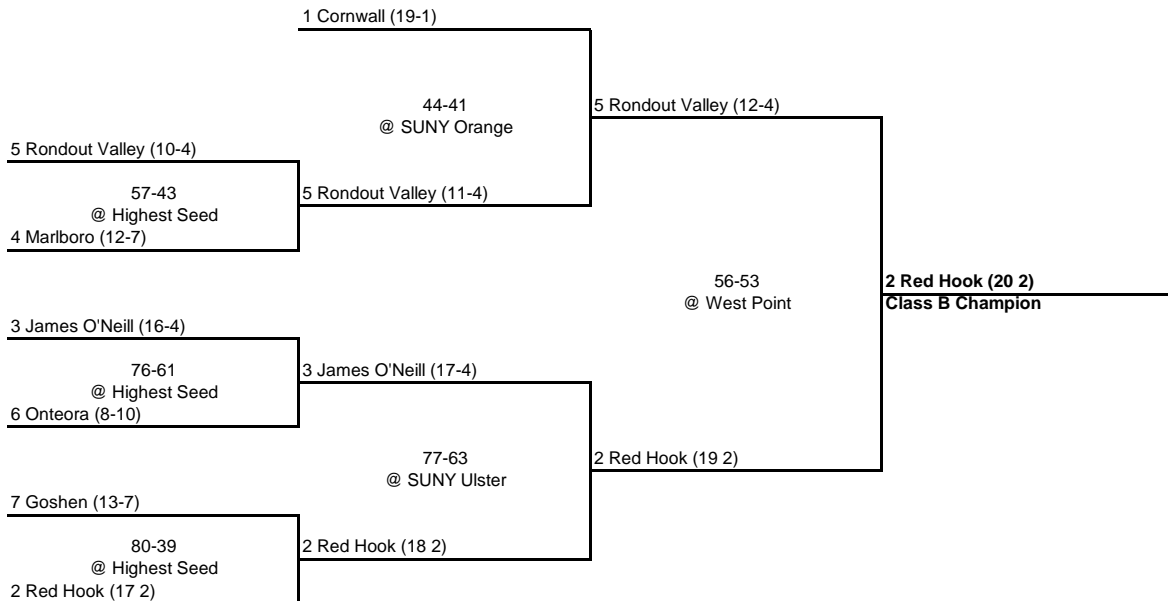 1 Cornwall (19-1)
44-41
@ SUNY Orange
5 Rondout Valley (12-4)
5 Rondout Valley (10-4)
57-43
@ Highest Seed
5 Rondout Valley (11-4)
4 Marlboro (12-7)
56-53
@ West Point
2 Red Hook (20 2)
Class B Champion
3 James O'Neill (16-4)
76-61
@ Highest Seed
3 James O'Neill (17-4)
6 Onteora (8-10)
77-63
@ SUNY Ulster
2 Red Hook (19 2)
7 Goshen (13-7)
80-39
@ Highest Seed
2 Red Hook (18 2)
2 Red Hook (17 2)